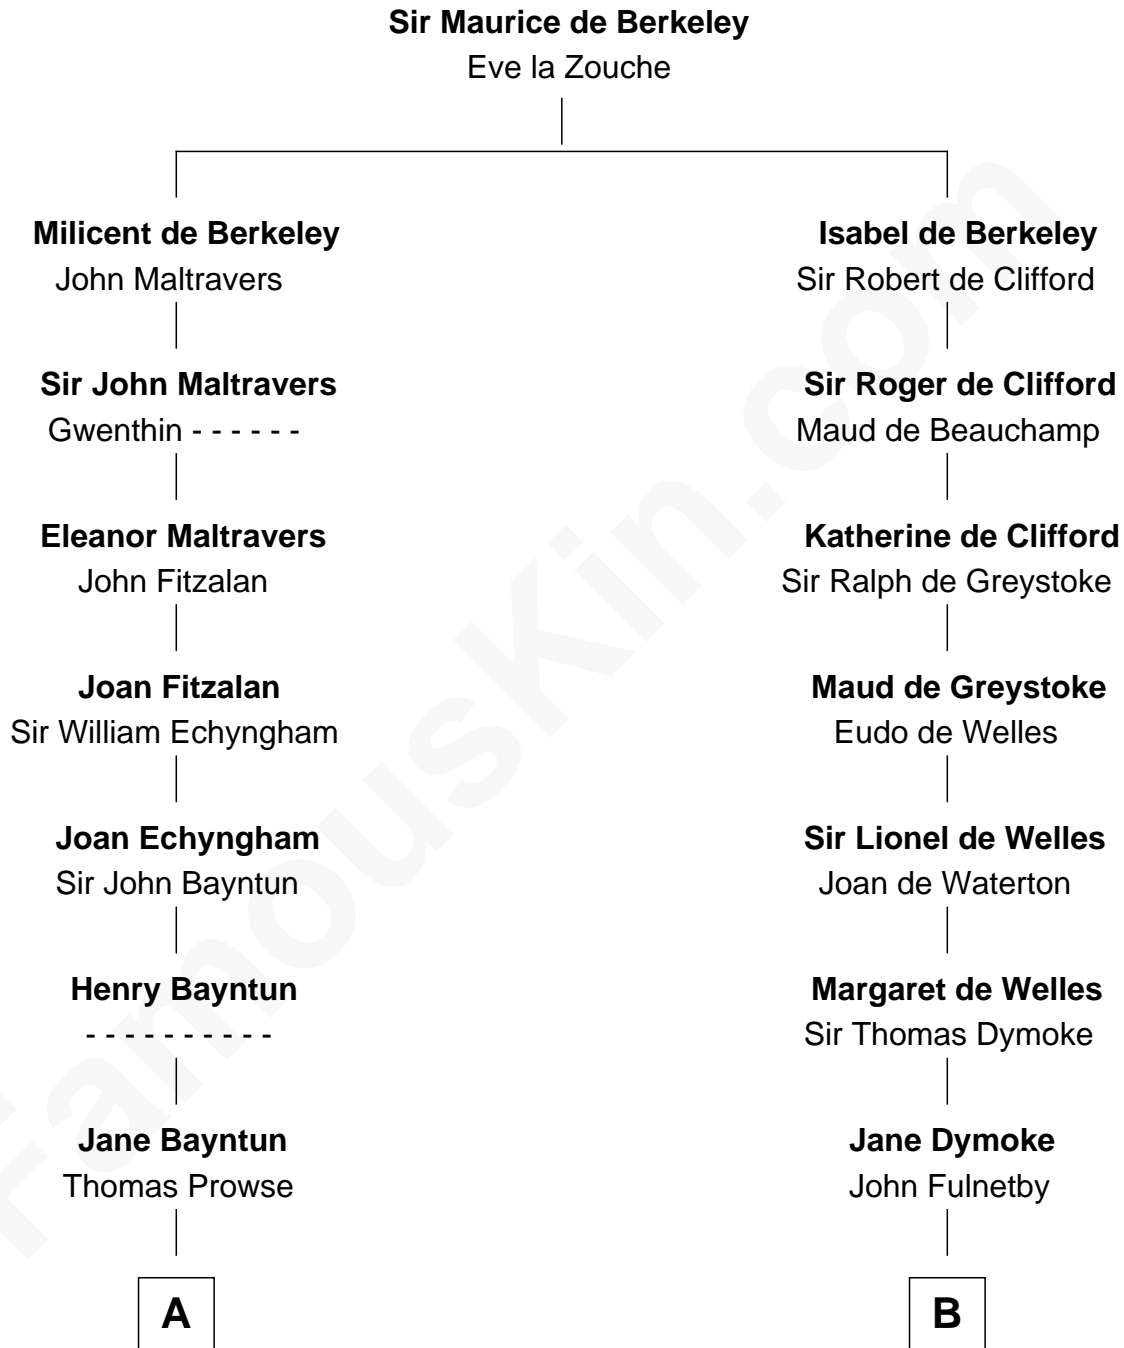 Sir Maurice de Berkeley
Eve la Zouche
Milicent de Berkeley
John Maltravers
Sir John Maltravers
Gwenthin - - - - - -
Eleanor Maltravers
John Fitzalan
Joan Fitzalan
Sir William Echyngham
Joan Echyngham
Sir John Bayntun
Henry Bayntun
- - - - - - - - - -
Jane Bayntun
Thomas Prowse
A
Isabel de Berkeley
Sir Robert de Clifford
Sir Roger de Clifford
Maud de Beauchamp
Katherine de Clifford
Sir Ralph de Greystoke
Maud de Greystoke
Eudo de Welles
Sir Lionel de Welles
Joan de Waterton
Margaret de Welles
Sir Thomas Dymoke
Jane Dymoke
John Fulnetby
B
FamousKin.com